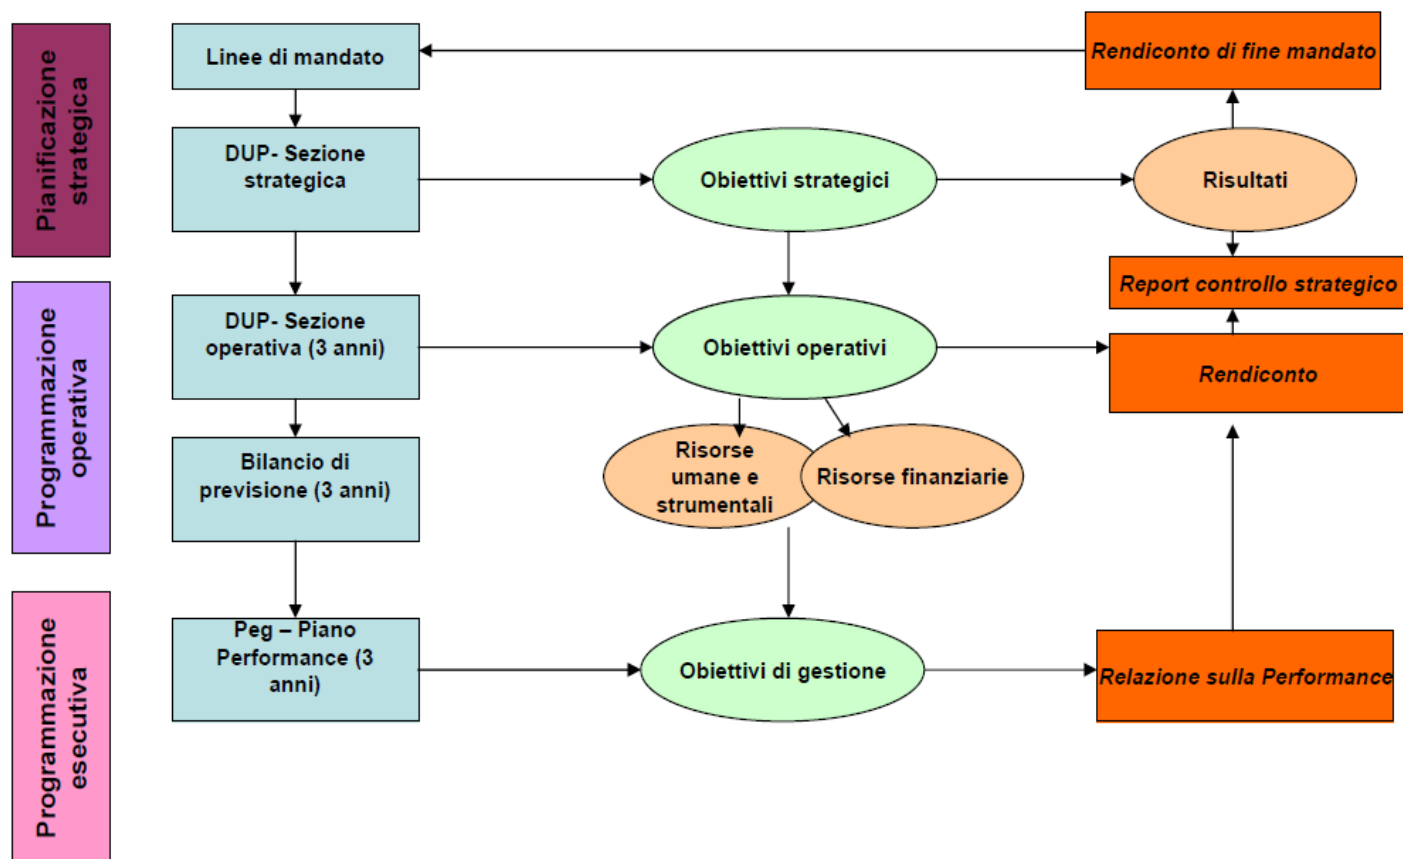 Pianificazione
strategica
Linee di mandato
Rendiconto di fine mandato
DUP- Sezione
strategica
Obiettivi strategici
Risultati
Report controllo strategico
Programmazione
operativa
DUP- Sezione
operativa (3 anni)
Obiettivi operativi
Rendiconto
Bilancio di
previsione (3 anni)
Risorse
umane e
strumentali
Risorse finanziarie
Programmazione
esecutiva
Peg – Piano
Performance (3
anni)
Obiettivi di gestione
Relazione sulla Performance